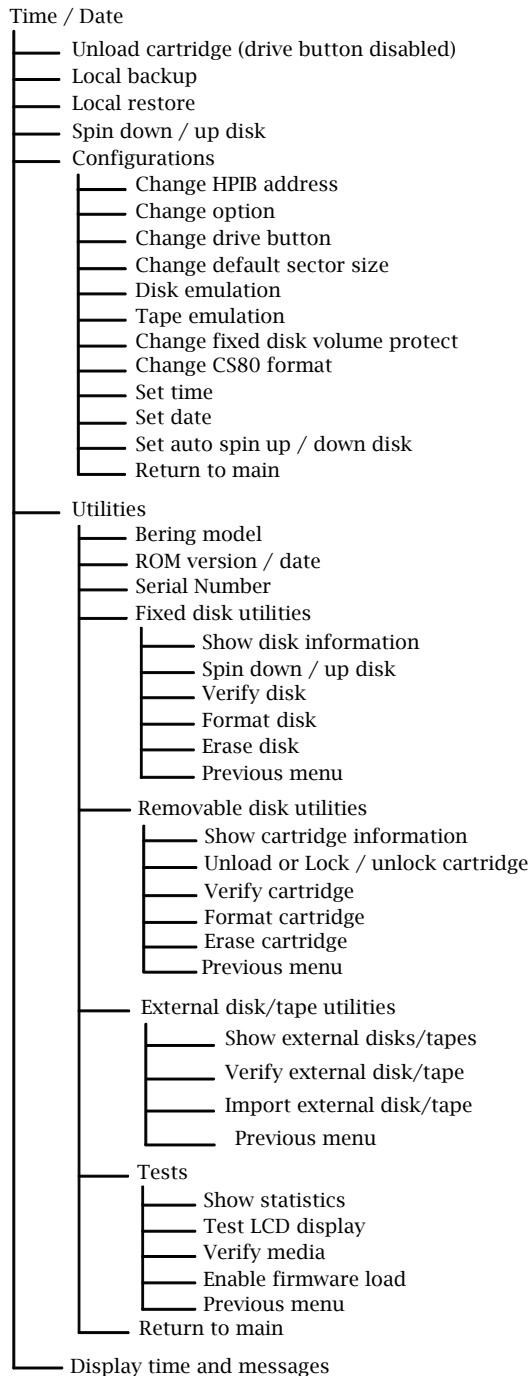 Time / Date
Unload cartridge (drive button disabled)
Local backup
Local restore
Spin down / up disk
Configurations
Change HPIB address
Change option
Change drive button
Change default sector size
Disk emulation
Tape emulation
Change fixed disk volume protect
Change CS80 format
Set time
Set date
Set auto spin up / down disk
Return to main
Utilities
Bering model
ROM version / date
Serial Number
Fixed disk utilities
Show disk information
Spin down / up disk
Verify disk
Format disk
Erase disk
Previous menu
Removable disk utilities
Show cartridge information
Unload or Lock / unlock cartridge
Verify cartridge
Format cartridge
Erase cartridge
Previous menu
External disk/tape utilities
Show external disks/tapes
Verify external disk/tape
Import external disk/tape
Previous menu
Tests
Show statistics
Test LCD display
Verify media
Enable firmware load
Previous menu
Return to main
Display time and messages